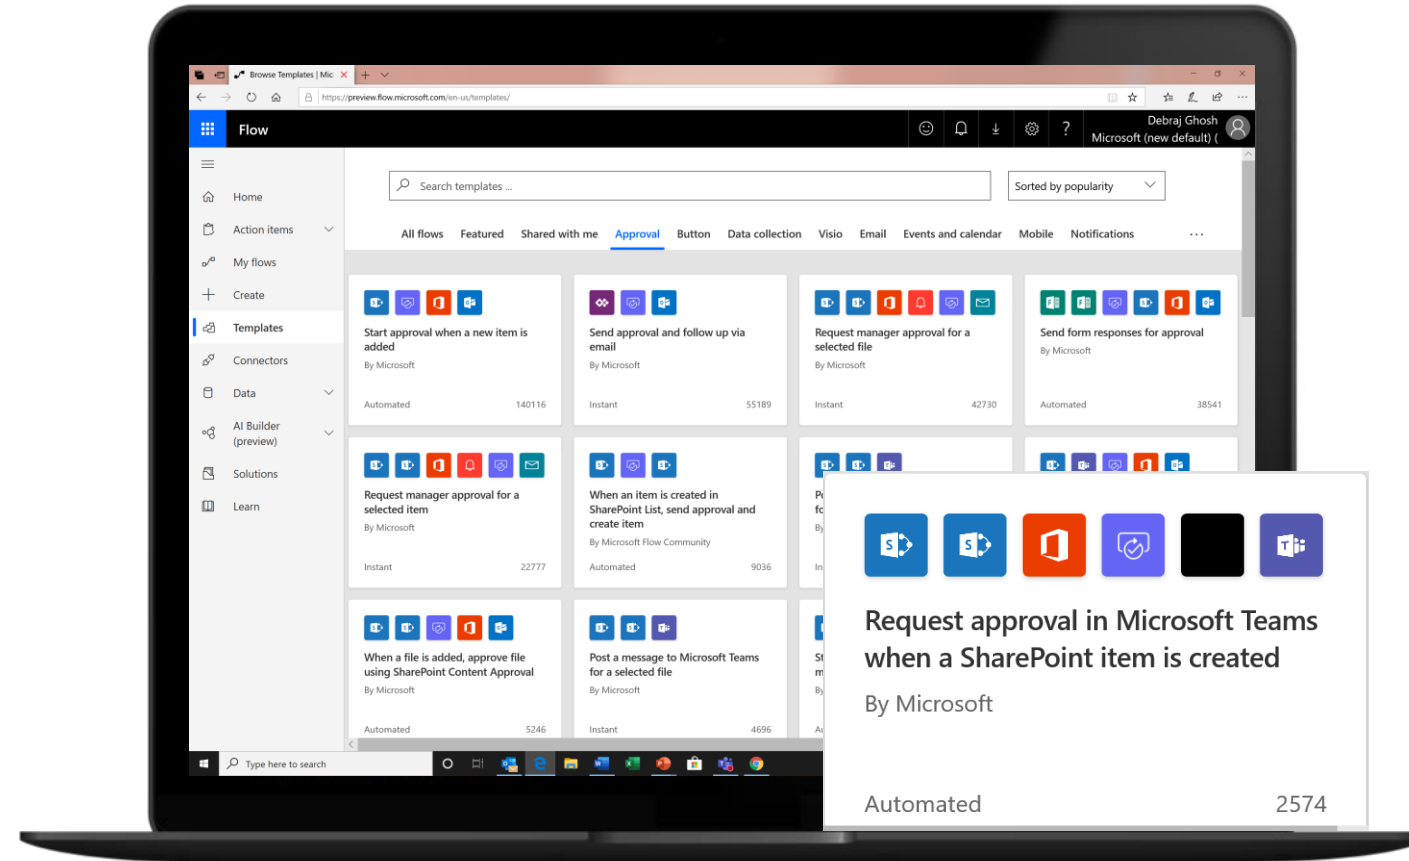 Browse Templates | Mic
https://preview.flow.microsoft.com/en-us/templates/
Flow
?
Debraj Ghosh
Microsoft (new default) (
Search templates ...
Sorted by popularity
Home
Action items
My flows
Create
Templates
Connectors
Data
AI Builder
(preview)
Solutions
Learn
All flows Featured Shared with me Approval Button Data collection Visio Email Events and calendar Mobile Notifications ...
Start approval when a new item is
added
By Microsoft
Automated 140116
Send approval and follow up via
email
By Microsoft
Instant 55189
Request manager approval for a
selected file
By Microsoft
Instant 42730
Send form responses for approval
By Microsoft
Automated 38541
Request manager approval for a
selected item
By Microsoft
Instant 22777
When an item is created in
SharePoint List, send approval and
create item
By Microsoft Flow Community
Automated 9036
When a file is added, approve file
using SharePoint Content Approval
By Microsoft
Automated 5246
Post a message to Microsoft Teams
for a selected file
By Microsoft
Instant 4696
Request approval in Microsoft Teams
when a SharePoint item is created
By Microsoft
Automated 2574
Type here to search